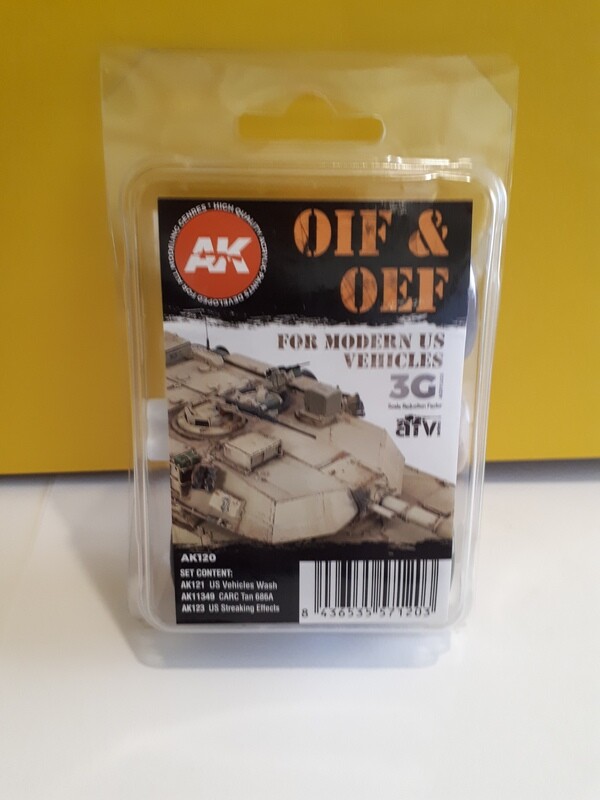 HIGH QUALITY ACRYLIC PAINTS DEVELOPED FOR ALL MODELING GENRES
AK
OIF &
OEF
FOR MODERN US
VEHICLES
3G
Scale Reduction Factor
afv
AK120
SET CONTENT:
AK121 US Vehicles Wash
AK11349 CARC Tan 686A
AK123 US Streaking Effects
8 436535 571203